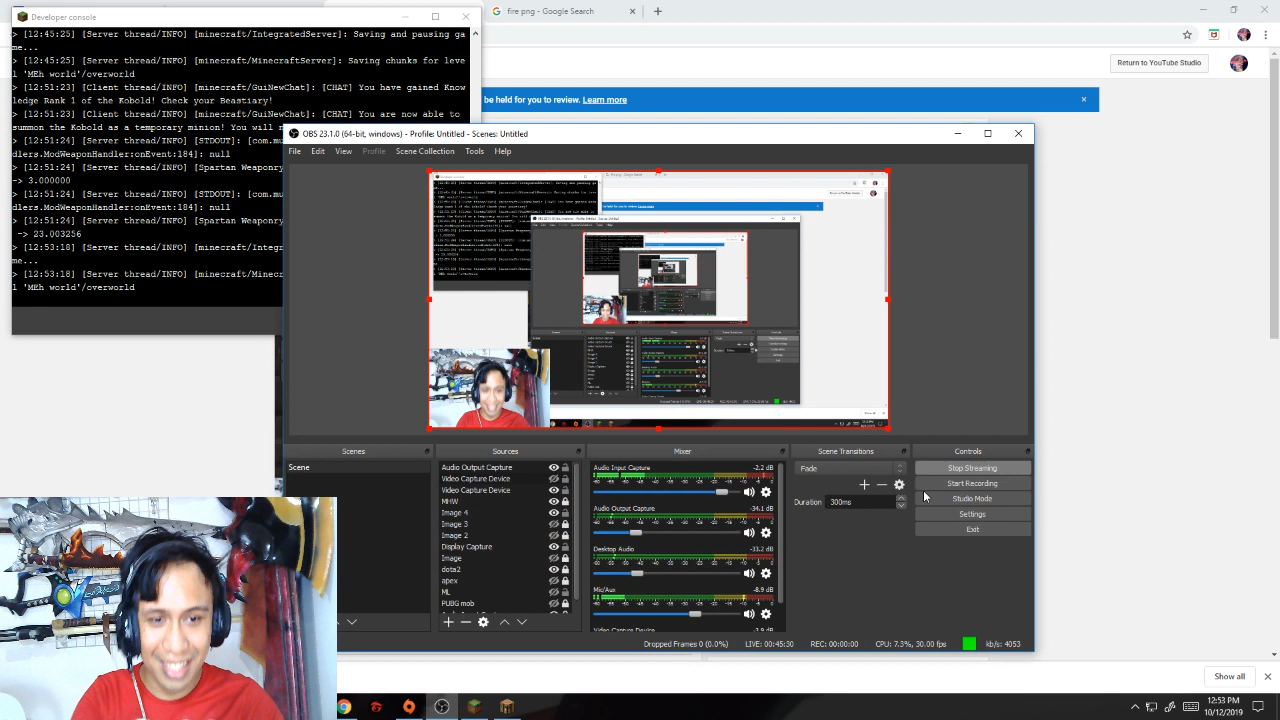 Developer console
fire png - Google Search
> [12:45:25] [Server thread/INFO] [minecraft/IntegratedServer]: Saving and pausing ga
me...
> [12:45:25] [Server thread/INFO] [minecraft/MinecraftServer]: Saving chunks for leve
l 'MEh world'/overworld
> [12:51:23] [Client thread/INFO] [minecraft/GuiNewChat]: [CHAT] You have gained Know
ledge Rank 1 of the Kobold! Check your Beastiary!
> [12:51:23] [Client thread/INFO] [minecraft/GuiNewChat]: [CHAT] You are now able to
summon the Kobold as a temporary minion! You will n
> [12:51:24] [Server thread/INFO] [STDOUT]: [com.mu
dlers.ModWeaponHandler:onEvent:184]: null
> [12:51:24] [Server thread/INFO] [Spartan Weaponry
-> 3.000000
> [12:51:24] [Server thread/INFO] [STDOUT]: [com.mu
dlers.ModWeaponHandler:onEvent:184]: null
> [12:51:24] [Server thread/INFO] [Spartan Weaponry
-> 23.003256
> [12:53:18] [Server thread/INFO] [minecraft/Integr
me...
> [12:53:18] [Server thread/INFO] [minecraft/Minecr
'MEh world'/overworld
Return to YouTube Studio
be held for you to review. Learn more
OBS 23.1.0 (64-bit, windows) - Profile: Untitled - Scenes: Untitled
File Edit View Profile Scene Collection Tools Help
Scenes
Scene
Sources
Audio Output Capture
Video Capture Device
Video Capture Device
MHW
Image 4
Image 3
Image 2
Display Capture
Image
dota2
apex
ML
PUBG mob
Mixer
Audio Input Capture -2.2 dB
Audio Output Capture -34.1 dB
Desktop Audio -33.2 dB
Mic/Aux -8.9 dB
Video Capture Device -3.9 dB
Scene Transitions
Fade
Duration 300ms
Controls
Stop Streaming
Start Recording
Studio Mode
Settings
Exit
Dropped Frames 0 (0.0%) LIVE: 00:45:30 REC: 00:00:00 CPU: 7.3%, 30.00 fps kb/s: 4053
Show all
12:53 PM
10/12/2019